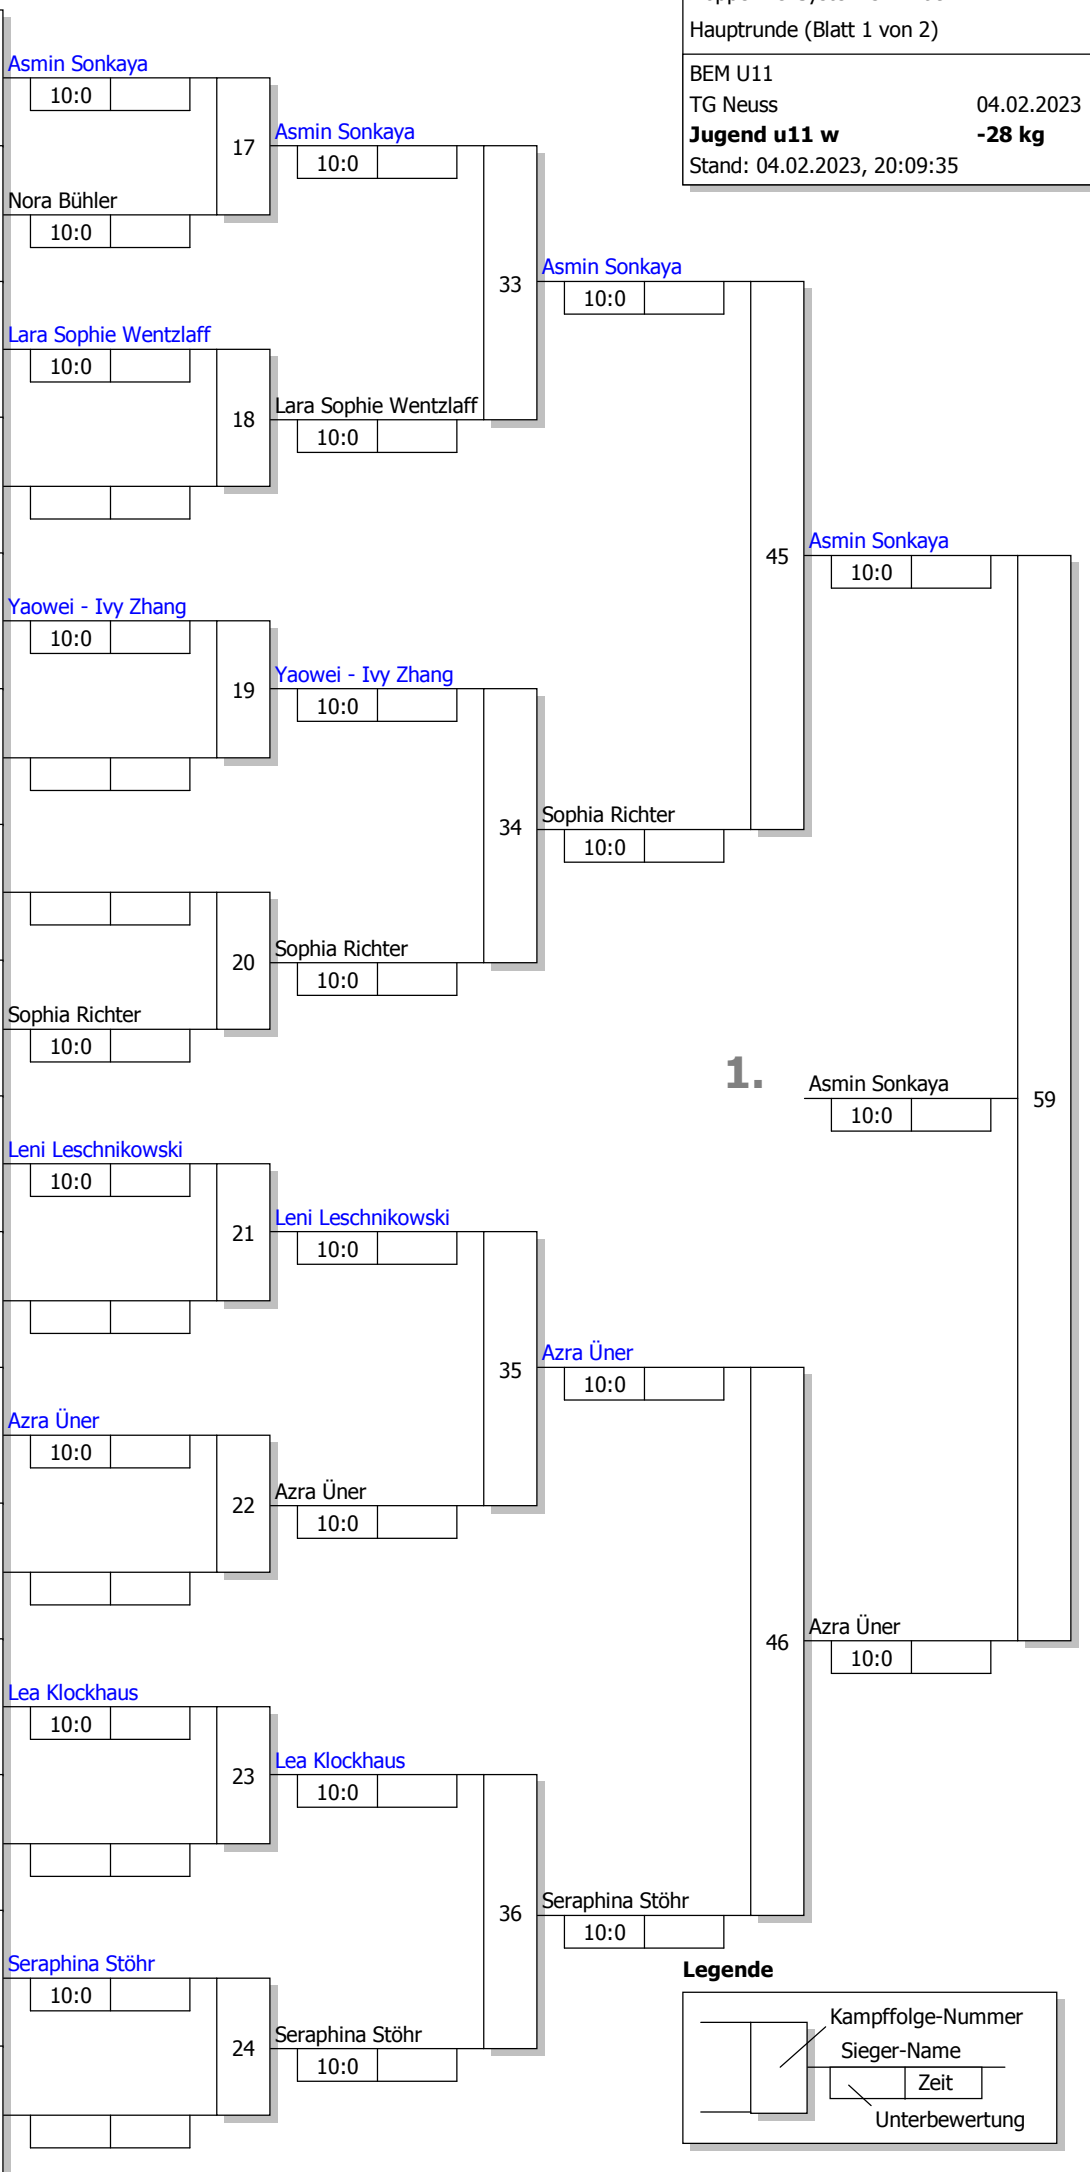 Hauptrunde (Blatt 1 von 2)
BEM U11
TG Neuss 04.02.2023
Jugend u11 w -28 kg
Stand: 04.02.2023, 20:09:35
Asmin Sonkaya
10:0
17
Asmin Sonkaya
10:0
Nora Bühler
10:0
33
Asmin Sonkaya
10:0
Lara Sophie Wentzlaff
10:0
18
Lara Sophie Wentzlaff
10:0
45
Asmin Sonkaya
10:0
Yaowei - Ivy Zhang
10:0
19
Yaowei - Ivy Zhang
10:0
34
Sophia Richter
10:0
20
Sophia Richter
10:0
Sophia Richter
10:0
1.
Asmin Sonkaya
10:0
59
Leni Leschnikowski
10:0
21
Leni Leschnikowski
10:0
35
Azra Üner
10:0
Azra Üner
10:0
22
Azra Üner
10:0
46
Azra Üner
10:0
Lea Klockhaus
10:0
23
Lea Klockhaus
10:0
36
Seraphina Stöhr
10:0
Seraphina Stöhr
10:0
24
Seraphina Stöhr
10:0
Legende
Kampffolge-Nummer
Sieger-Name
Zeit
Unterbewertung